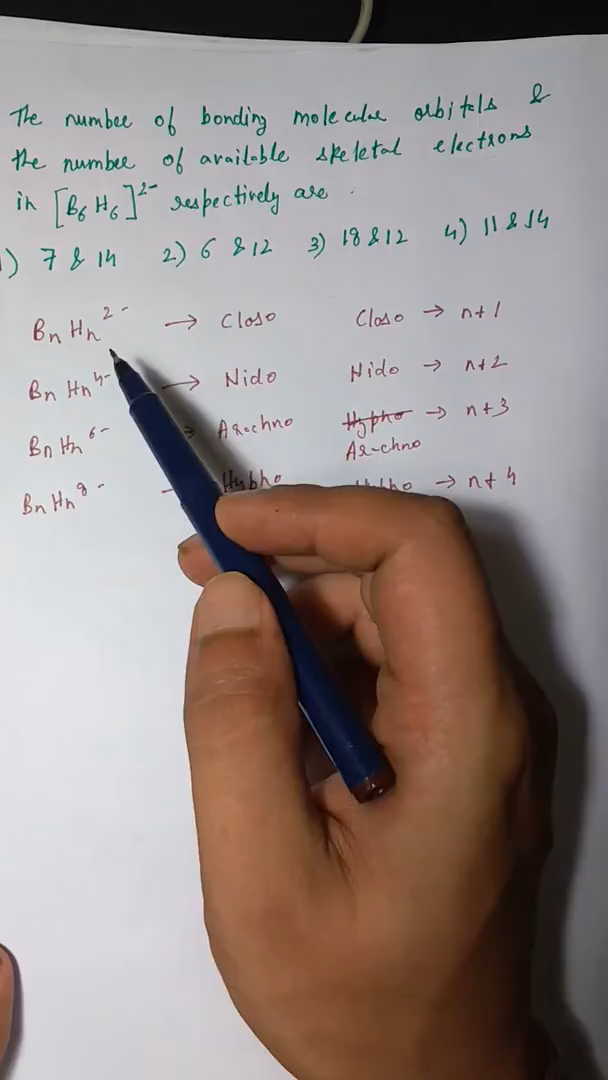 The number of bonding molecular orbitals &
the number of available skeletal electrons
in [B₆ H₆]²⁻ respectively are .
) 7 & 14 2) 6 & 12 3) 18 & 12 4) 11 & 14
Bn Hn²⁻ → Closo Closo → n+1
Bn Hn⁴⁻ → Nido Nido → n+2
Bn Hn⁶⁻ → Arachno Hypho → n+3
Arachno
Bn Hn⁸⁻ → Hypho → n+4